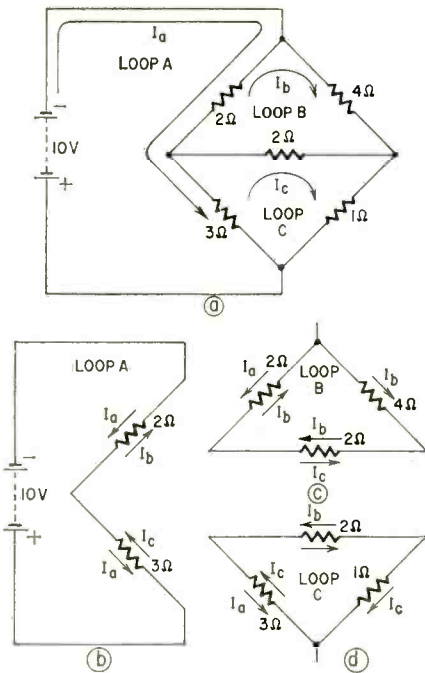 Ia
LOOP A
Ib
4Ω
2Ω
LOOP B
2Ω
−
10V
+
Ic
LOOP
C
3Ω
1Ω
a
LOOP A
Ia
2Ω
Ib
−
10V
+
Ic
3Ω
Ia
b
2Ω
Ia
Ib
LOOP
B
Ib
4Ω
Ib
2Ω
Ic
c
Ib
2Ω
Ic
Ia
3Ω
LOOP
C
1Ω
Ic
d